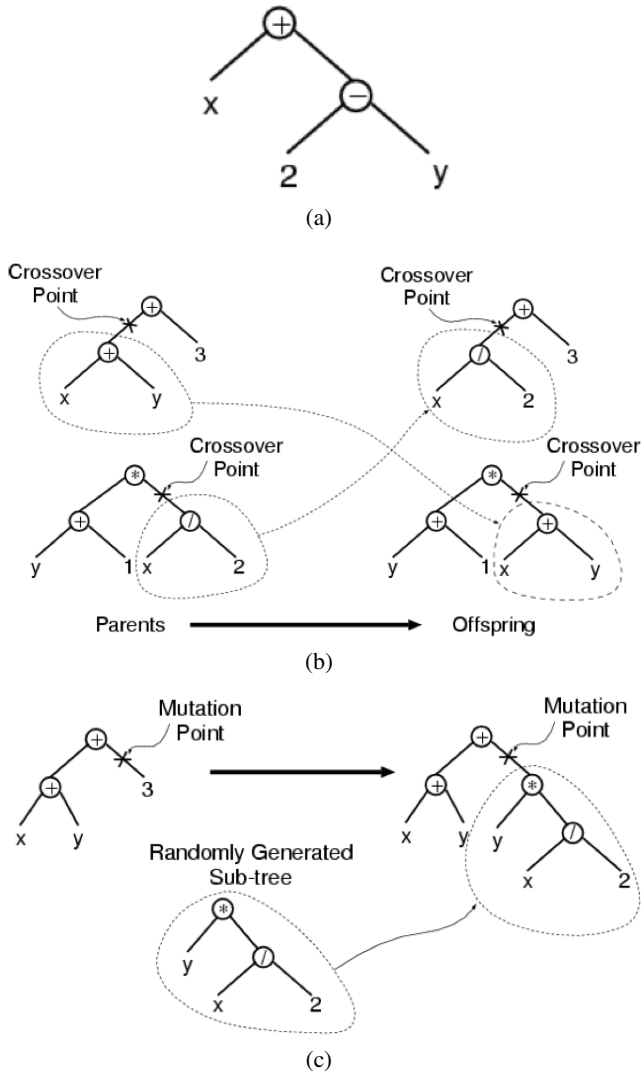 +
x
−
2 y
(a)
Crossover
Point
+
+
3
x y
Crossover
Point
*
+ /
y 1 x 2
Crossover
Point
+
/
3
x 2
Crossover
Point
*
+ +
y 1 x y
Parents Offspring
(b)
Mutation
Point
+
+
3
x y
Randomly Generated
Sub-tree
*
y /
x 2
Mutation
Point
+
+ *
x y y /
x 2
(c)